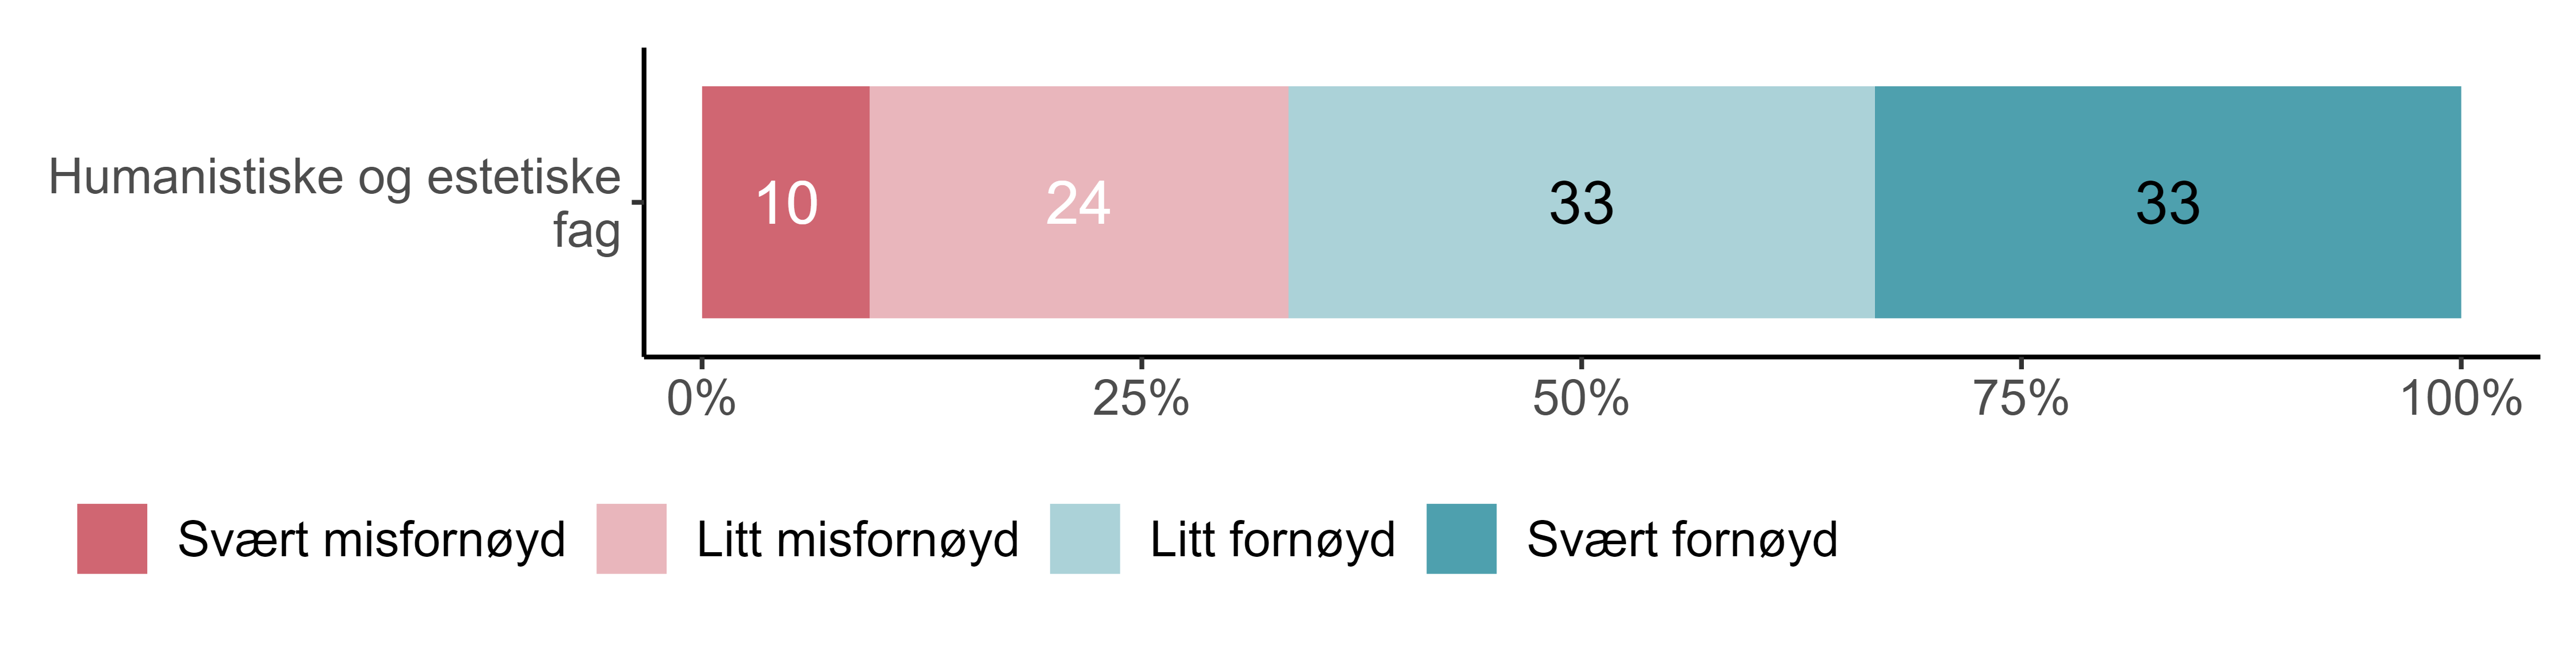 Humanistiske og estetiske
fag
10 24 33 33
0% 25% 50% 75% 100%
Svært misfornøyd Litt misfornøyd Litt fornøyd Svært fornøyd